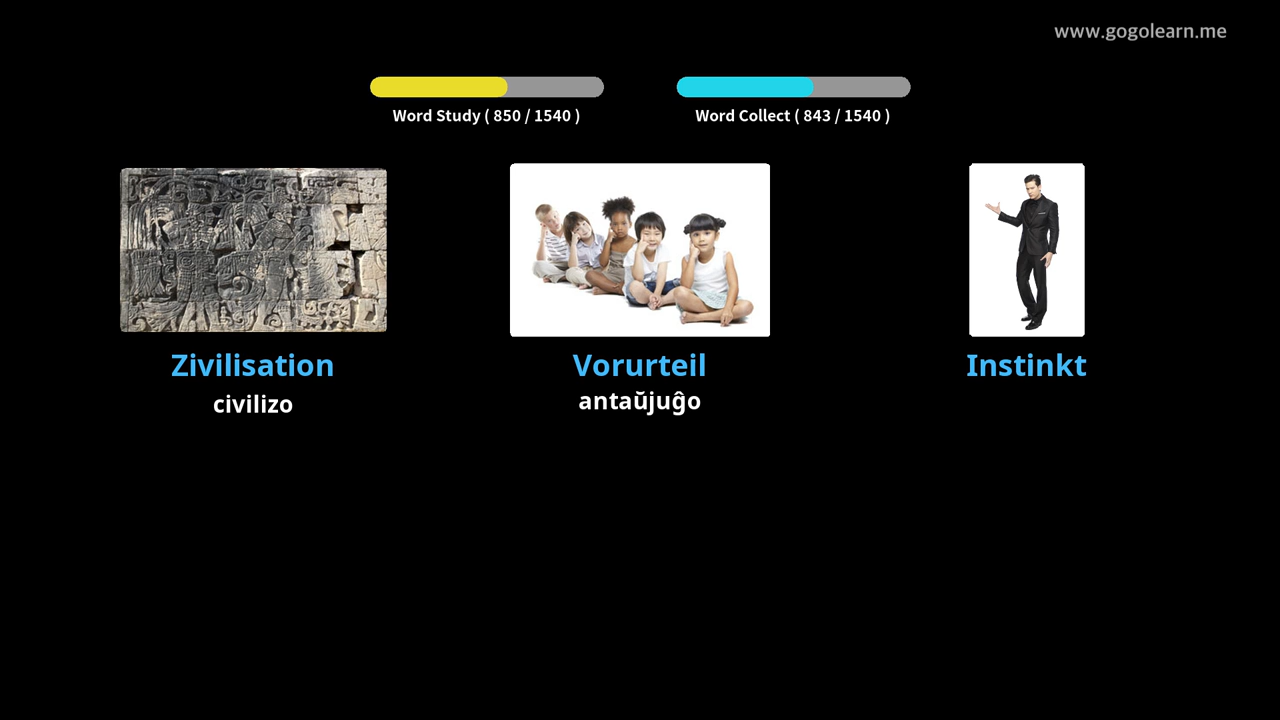 www.gogolearn.me
Word Study ( 850 / 1540 )
Word Collect ( 843 / 1540 )
Zivilisation
civilizo
Vorurteil
antaŭjuĝo
Instinkt